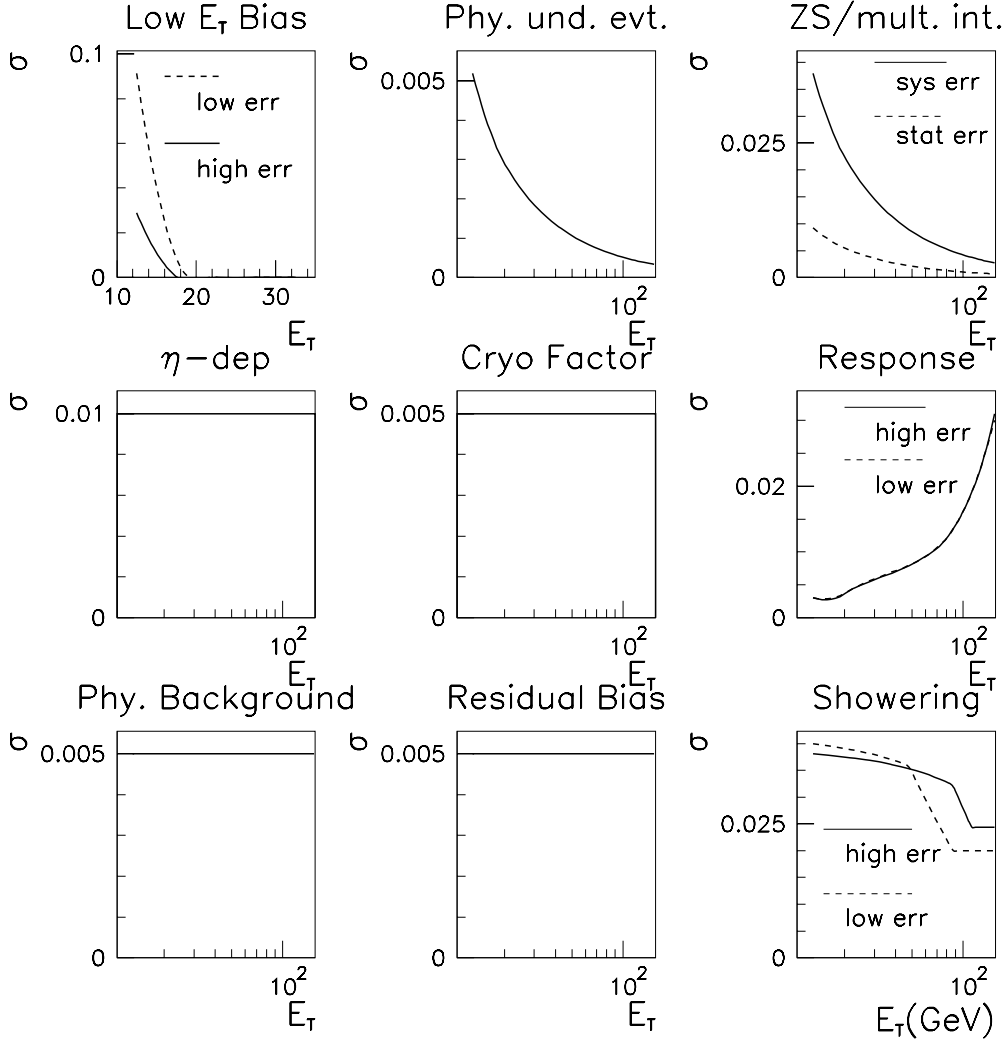 Low E_T Bias
σ
0.1
low err
high err
0
10 20 30
E_T
Phy. und. evt.
σ
0.005
0
10^2
E_T
ZS/mult. int.
σ
sys err
stat err
0.025
0
10^2
E_T
η-dep
σ
0.01
0
10^2
E_T
Cryo Factor
σ
0.005
0
10^2
E_T
Response
σ
high err
low err
0.02
0
10^2
E_T
Phy. Background
σ
0.005
0
10^2
E_T
Residual Bias
σ
0.005
0
10^2
E_T
Showering
σ
0.025
high err
low err
0
10^2
E_T(GeV)